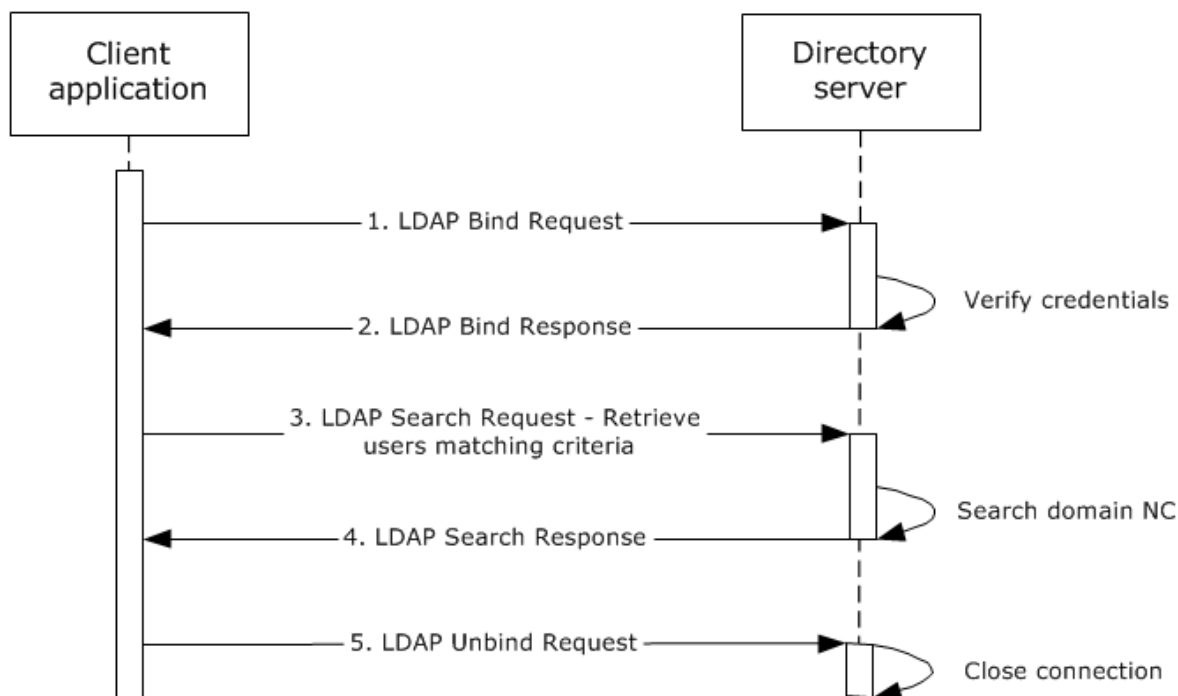 Client
application
Directory
server
1. LDAP Bind Request
Verify credentials
2. LDAP Bind Response
3. LDAP Search Request - Retrieve
users matching criteria
Search domain NC
4. LDAP Search Response
5. LDAP Unbind Request
Close connection